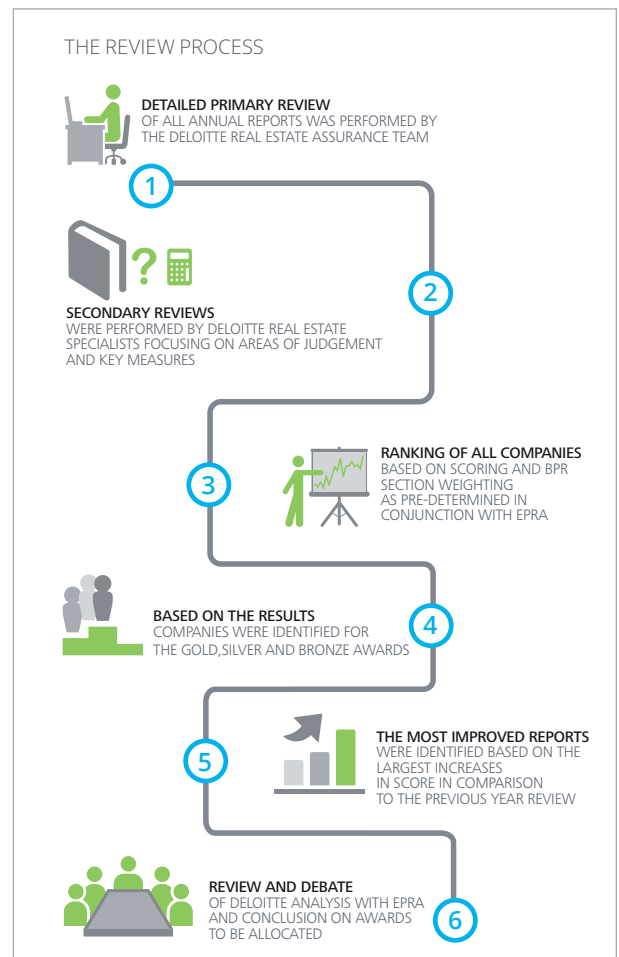 THE REVIEW PROCESS
DETAILED PRIMARY REVIEW
OF ALL ANNUAL REPORTS WAS PERFORMED BY
THE DELOITTE REAL ESTATE ASSURANCE TEAM
1
2
SECONDARY REVIEWS
WERE PERFORMED BY DELOITTE REAL ESTATE
SPECIALISTS FOCUSING ON AREAS OF JUDGEMENT
AND KEY MEASURES
?
3
RANKING OF ALL COMPANIES
BASED ON SCORING AND BPR
SECTION WEIGHTING
AS PRE-DETERMINED IN
CONJUNCTION WITH EPRA
4
BASED ON THE RESULTS
COMPANIES WERE IDENTIFIED FOR
THE GOLD,SILVER AND BRONZE AWARDS
5
THE MOST IMPROVED REPORTS
WERE IDENTIFIED BASED ON THE
LARGEST INCREASES
IN SCORE IN COMPARISON
TO THE PREVIOUS YEAR REVIEW
6
REVIEW AND DEBATE
OF DELOITTE ANALYSIS WITH EPRA
AND CONCLUSION ON AWARDS
TO BE ALLOCATED